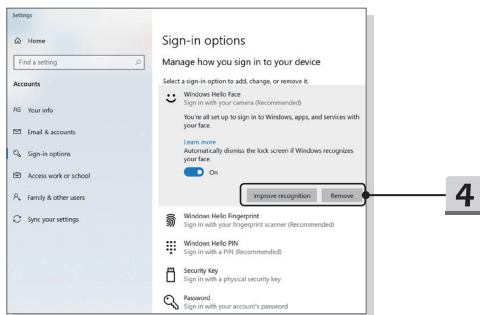 Settings
Home
Find a setting
Accounts
Your info
Email & accounts
Sign-in options
Access work or school
Family & other users
Sync your settings
Sign-in options
Manage how you sign in to your device
Select a sign-in option to add, change, or remove it.
Windows Hello Face
Sign in with your camera (Recommended)
You're all set up to sign in to Windows, apps, and services with
your face.
Learn more
Automatically dismiss the lock screen if Windows recognizes
your face.
On
Improve recognition
Remove
Windows Hello Fingerprint
Sign in with your fingerprint scanner (Recommended)
Windows Hello PIN
Sign in with a PIN (Recommended)
Security Key
Sign in with a physical security key
Password
Sign in with your account's password
4